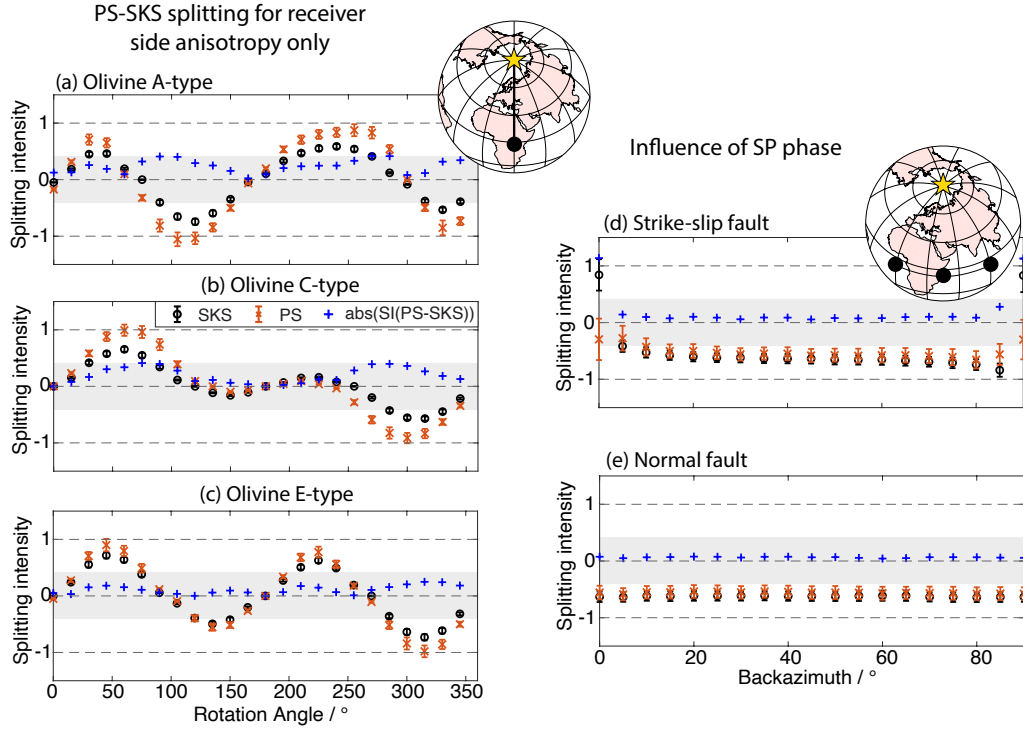 PS-SKS splitting for receiver
side anisotropy only
(a) Olivine A-type
Splitting intensity
1
0
-1
(b) Olivine C-type
SKS PS abs(SI(PS-SKS))
Splitting intensity
1
0
-1
(c) Olivine E-type
Splitting intensity
1
0
-1
0 50 100 150 200 250 300 350
Rotation Angle / °
Influence of SP phase
(d) Strike-slip fault
Splitting intensity
1
0
-1
(e) Normal fault
Splitting intensity
1
0
-1
0 20 40 60 80
Backazimuth / °